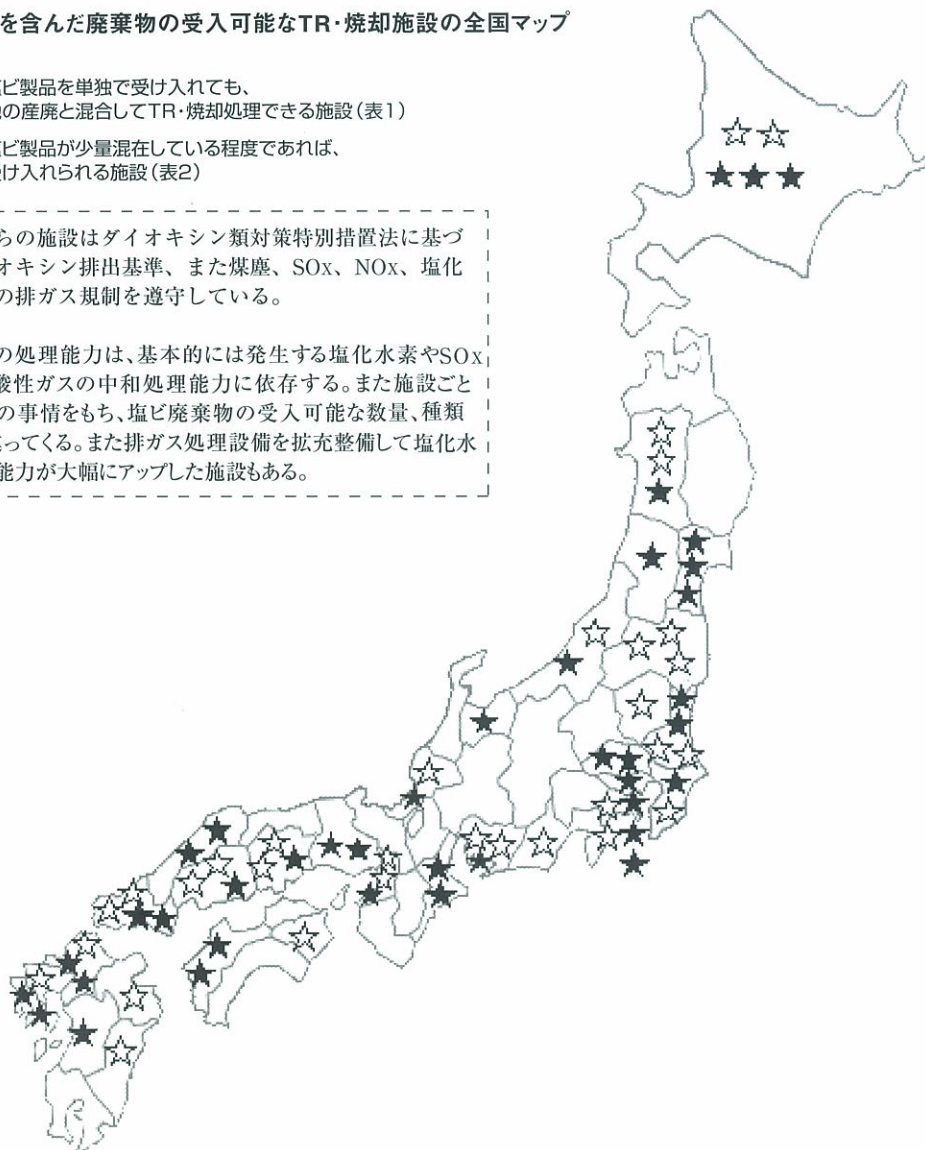 を含んだ廃棄物の受入可能なTR･焼却施設の全国マップ
ビ製品を単独で受け入れても、
の産廃と混合してTR･焼却処理できる施設(表1)
ビ製品が少量混在している程度であれば、
け入れられる施設(表2)
らの施設はダイオキシン類対策特別措置法に基づ
オキシン排出基準、また煤塵、SOx、NOx、塩化
の排ガス規制を遵守している。
の処理能力は、基本的には発生する塩化水素やSOx
酸性ガスの中和処理能力に依存する。また施設ごと
の事情をもち、塩ビ廃棄物の受入可能な数量、種類
ってくる。また排ガス処理設備を拡充整備して塩化水
能力が大幅にアップした施設もある。